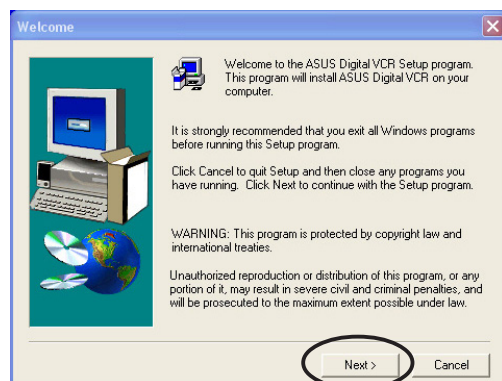 Welcome
Welcome to the ASUS Digital VCR Setup program.
This program will install ASUS Digital VCR on your
computer.
It is strongly recommended that you exit all Windows programs
before running this Setup program.
Click Cancel to quit Setup and then close any programs you
have running. Click Next to continue with the Setup program.
WARNING: This program is protected by copyright law and
international treaties.
Unauthorized reproduction or distribution of this program, or any
portion of it, may result in severe civil and criminal penalties, and
will be prosecuted to the maximum extent possible under law.
Next >
Cancel